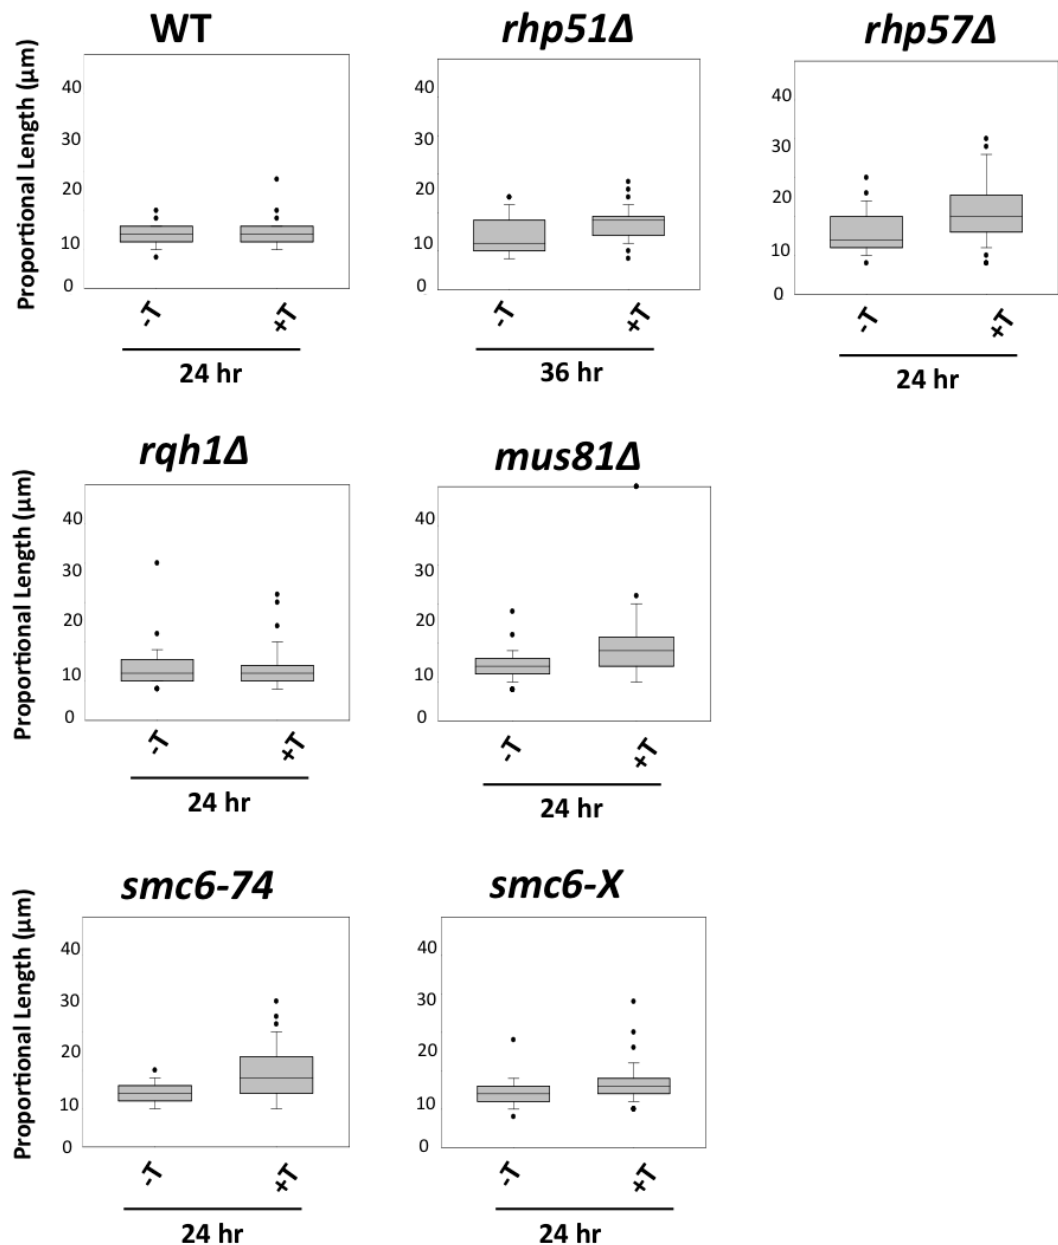 WT
rhp51Δ
rhp57Δ
Proportional Length (µm)
40
30
20
10
0
-T
+T
24 hr
40
30
20
10
0
-T
+T
36 hr
40
30
20
10
0
-T
+T
24 hr
rqh1Δ
mus81Δ
Proportional Length (µm)
40
30
20
10
0
-T
+T
24 hr
40
30
20
10
0
-T
+T
24 hr
smc6-74
smc6-X
Proportional Length (µm)
40
30
20
10
0
-T
+T
24 hr
40
30
20
10
0
-T
+T
24 hr